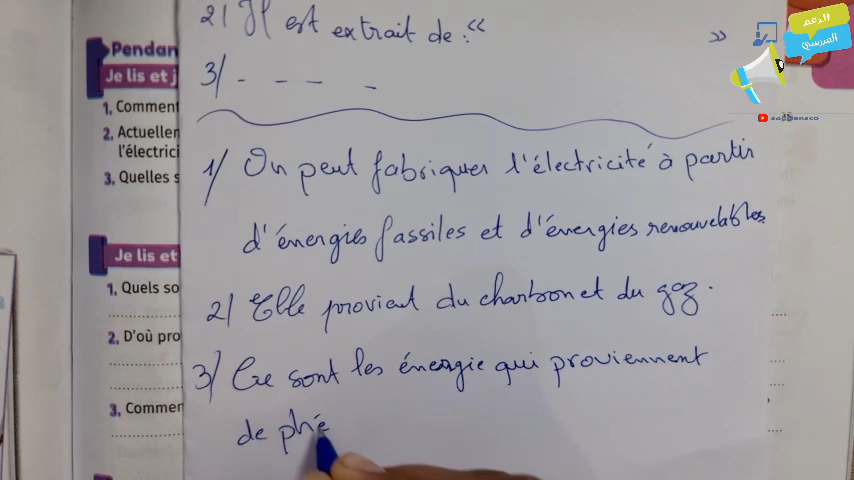 2) Il est extrait de : "            "
3) - - - -
Pendan
Je lis et j
1. Comment
2. Actuellem
l'électrici
3. Quelles s
Je lis et
1. Quels so
2. D'où pro
3. Commen
1) On peut fabriquer l'électricité à partir
d'énergies fassiles et d'énergies renouvelables
2) Elle provient du charbon et du gaz.
3) Ce sont les énergie qui proviennent
de phé
الدعم
المدرسي